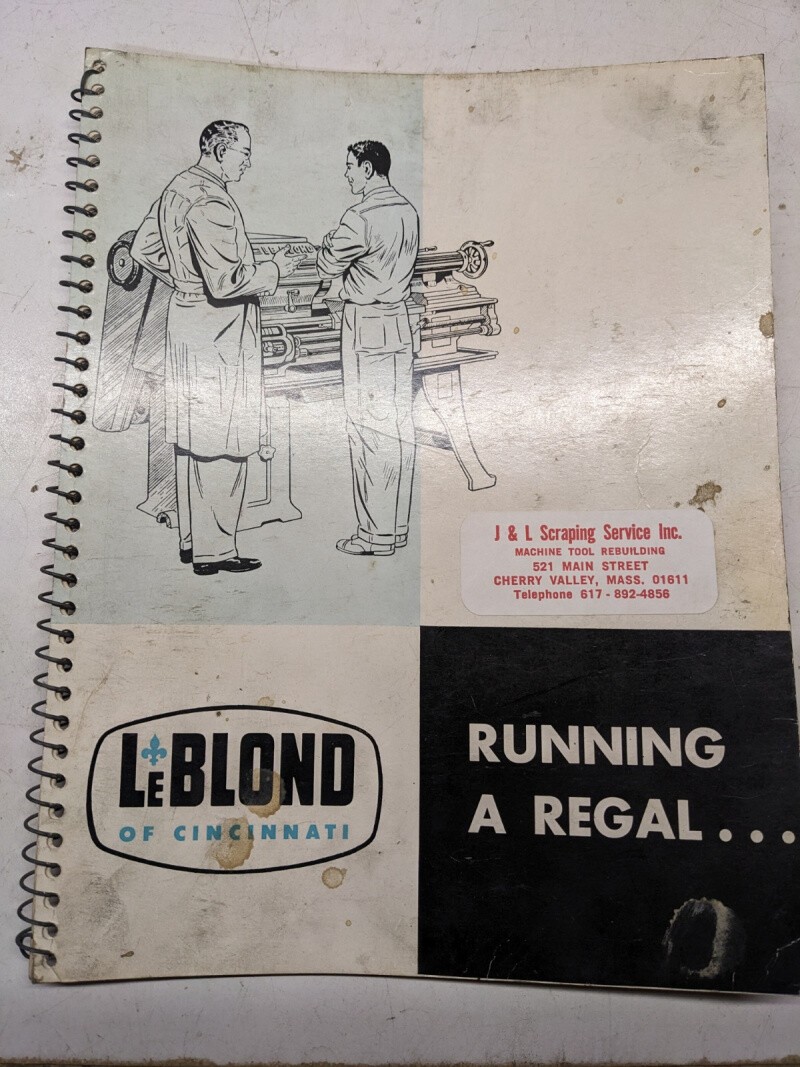 J & L Scraping Service Inc.
MACHINE TOOL REBUILDING
521 MAIN STREET
CHERRY VALLEY, MASS. 01611
Telephone 617 - 892-4856
LEBLOND
OF CINCINNATI
RUNNING
A REGAL...